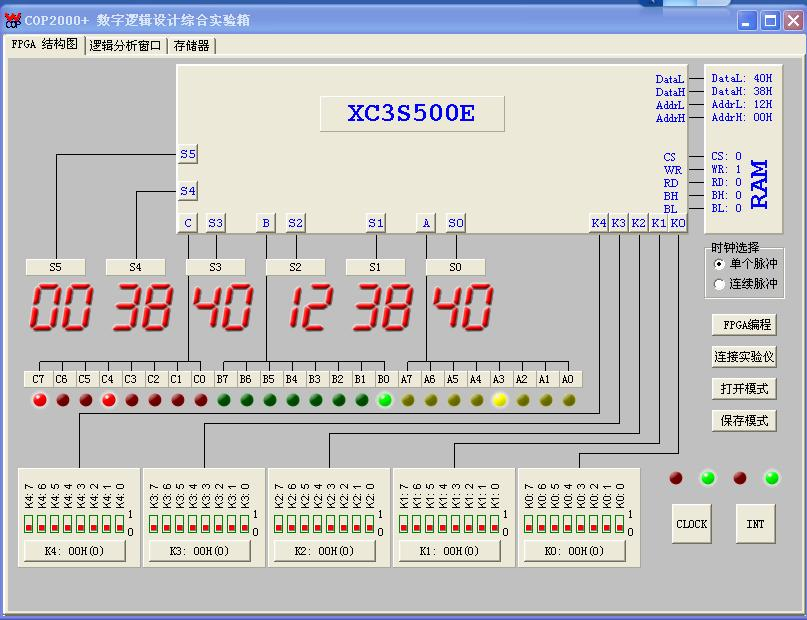 COP2000+ 数字逻辑设计综合实验箱
FPGA 结构图 逻辑分析窗口 存储器
XC3S500E
DataL DataL: 40H
DataH DataH: 38H
AddrL AddrL: 12H
AddrH AddrH: 00H
CS CS: 0
WR WR: 1
RD RD: 0
BH BH: 0
BL BL: 0
RAM
S5
S4
C S3 B S2 S1 A S0 K4 K3 K2 K1 K0
时钟选择
单个脉冲
连续脉冲
S5 S4 S3 S2 S1 S0
00 38 40 12 38 40
FPGA编程
连接实验仪
打开模式
保存模式
C7 C6 C5 C4 C3 C2 C1 C0 B7 B6 B5 B4 B3 B2 B1 B0 A7 A6 A5 A4 A3 A2 A1 A0
K4:7 K4:6 K4:5 K4:4 K4:3 K4:2 K4:1 K4:0 1 0
K4: 00H(0)
K3:7 K3:6 K3:5 K3:4 K3:3 K3:2 K3:1 K3:0 1 0
K3: 00H(0)
K2:7 K2:6 K2:5 K2:4 K2:3 K2:2 K2:1 K2:0 1 0
K2: 00H(0)
K1:7 K1:6 K1:5 K1:4 K1:3 K1:2 K1:1 K1:0 1 0
K1: 00H(0)
K0:7 K0:6 K0:5 K0:4 K0:3 K0:2 K0:1 K0:0 1 0
K0: 00H(0)
CLOCK INT